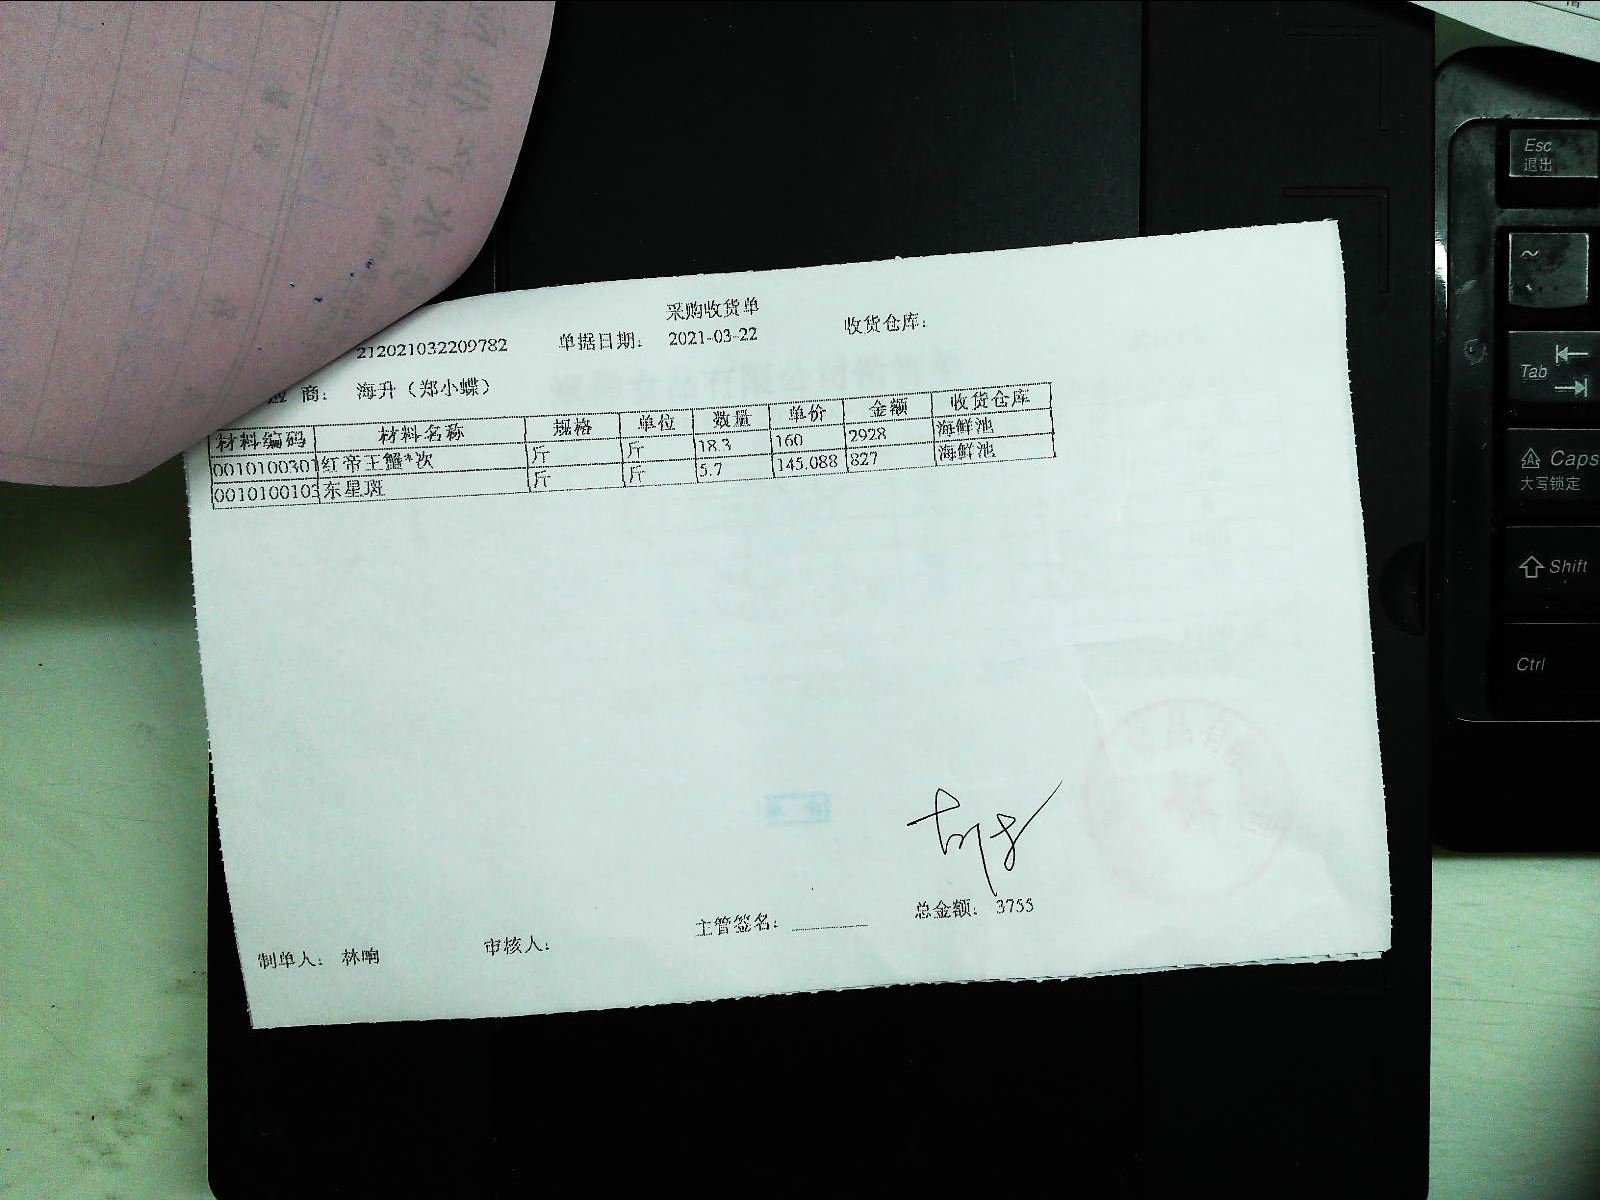 采购收货单
212021032209782 单据日期： 2021-03-22 收货仓库：
应 商： 海升（郑小蝶）
材料编码 材料名称 规格 单位 数量 单价 金额 收货仓库
0010100301 红帝王蟹*次 斤 斤 18.3 160 2928 海鲜池
0010100103 东星斑 斤 斤 5.7 145.088 827 海鲜池
制单人： 林响 审核人： 主管签名： 总金额： 3755
Esc
退出
~
Tab
Caps
大写锁定
Shift
Ctrl